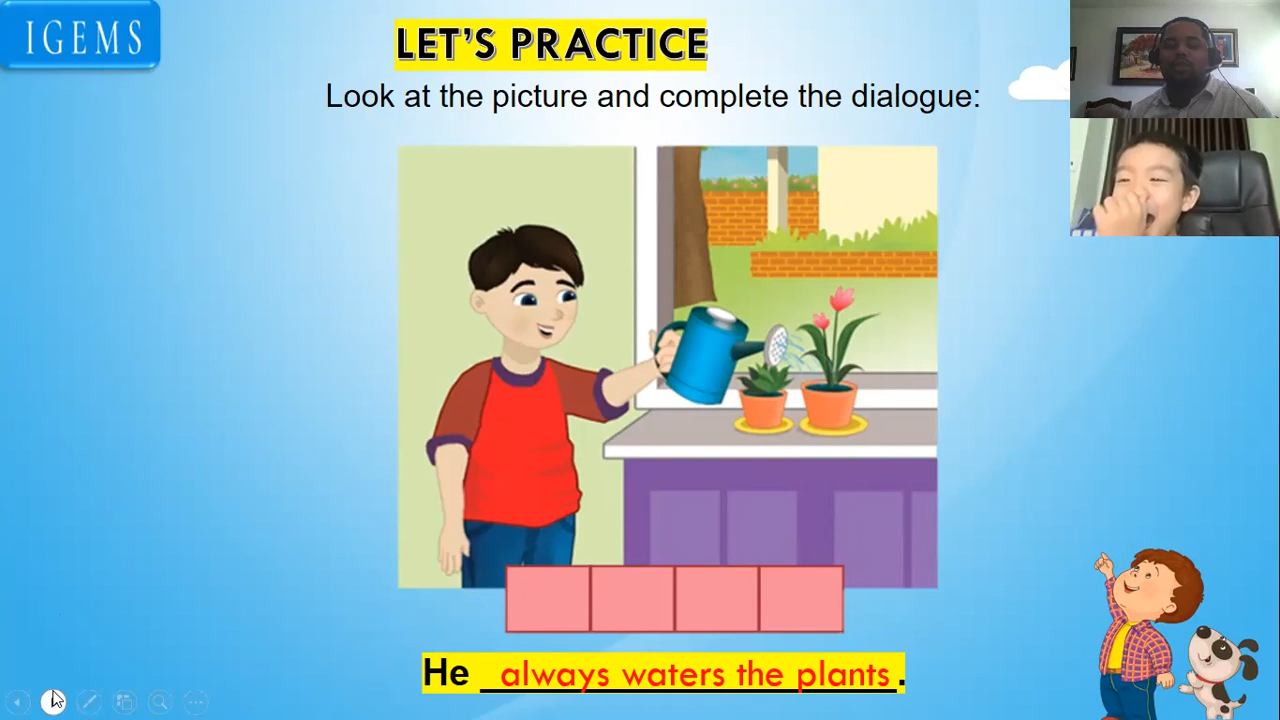 IGEMS
LET'S PRACTICE
Look at the picture and complete the dialogue:
He always waters the plants.